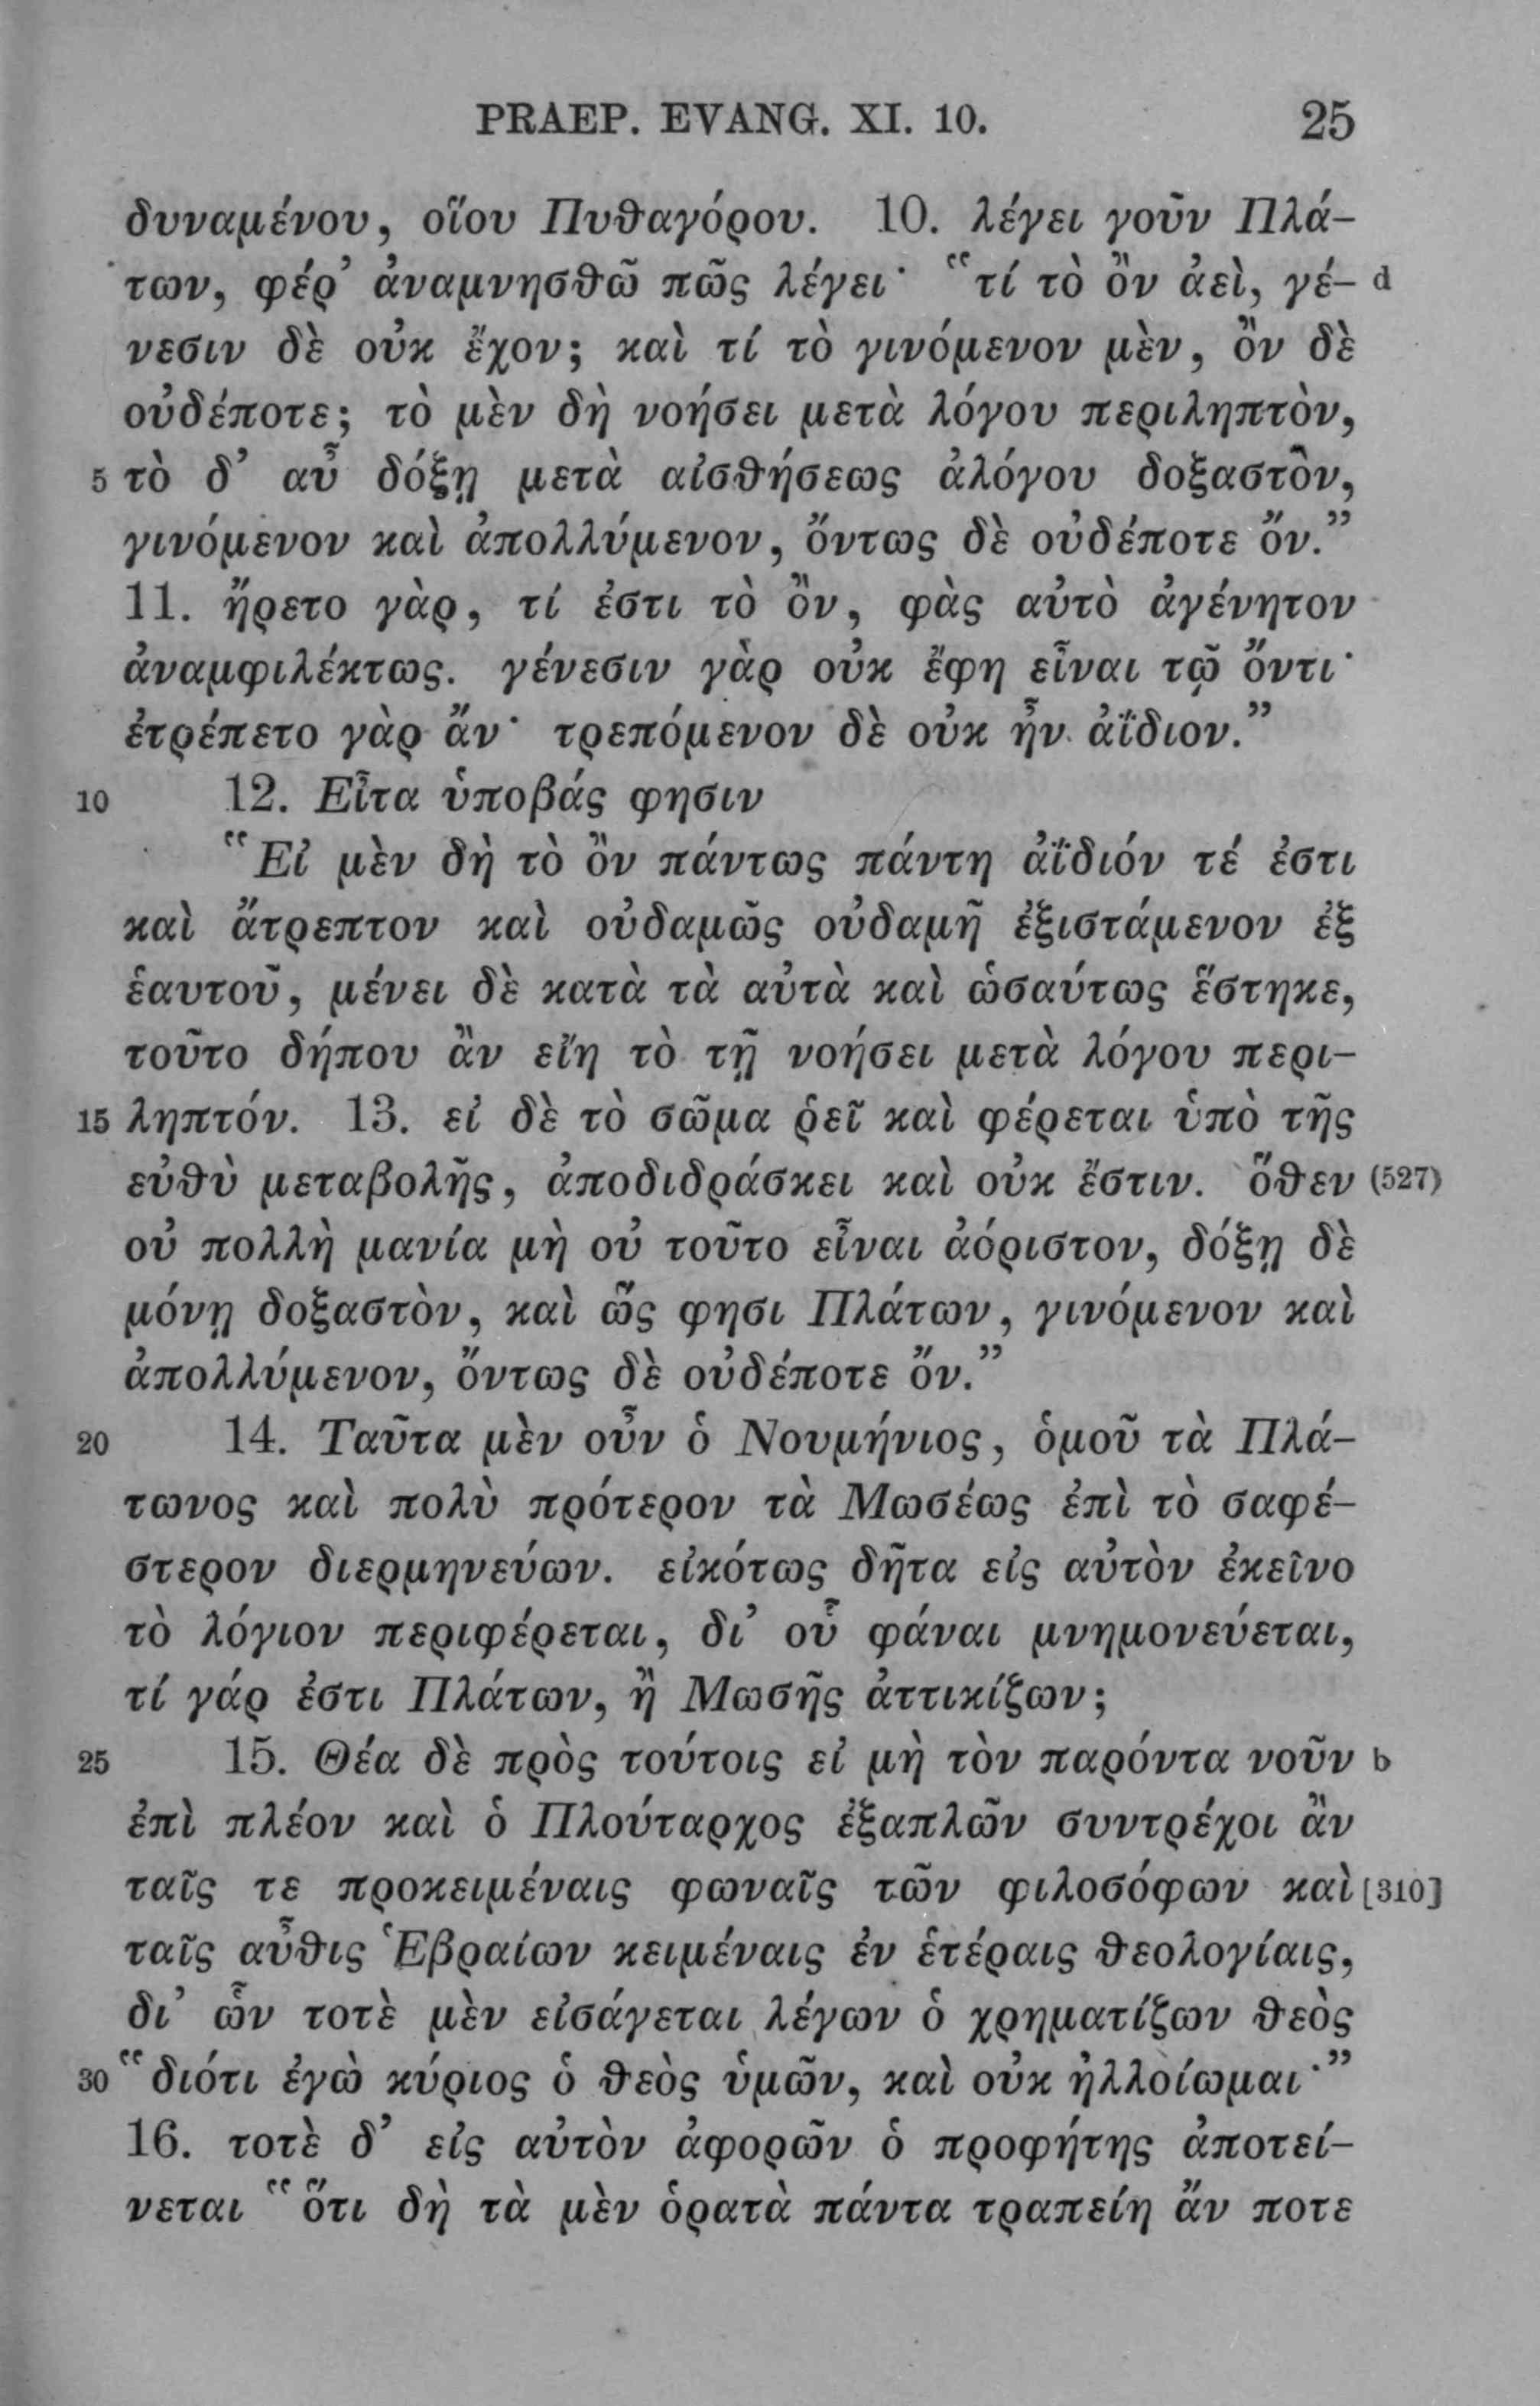 PRAEP. EVANG. XI. 10. 25
δυναμένου, οἵου Πυθαγόρου. 10. λέγει γοῦν Πλά-
των, φέρ’ ἀναμνησθῶ πῶς λέγει· “τί τὸ ὂν ἀεὶ, γέ- d
νεσιν δὲ οὐκ ἔχον; καὶ τί τὸ γινόμενον μὲν, ὂν δὲ
οὐδέποτε; τὸ μὲν δὴ νοήσει μετὰ λόγου περιληπτὸν,
5 τὸ δ’ αὖ δόξῃ μετὰ αἰσθήσεως ἀλόγου δοξαστὸν,
γινόμενον καὶ ἀπολλύμενον, ὄντως δὲ οὐδέποτε ὄν.”
11. ἤρετο γὰρ, τί ἐστι τὸ ὂν, φὰς αὐτὸ ἀγένητον
ἀναμφιλέκτως. γένεσιν γὰρ οὐκ ἔφη εἶναι τῷ ὄντι·
ἐτρέπετο γὰρ ἄν· τρεπόμενον δὲ οὐκ ἦν ἀΐδιον.”
10 12. Εἶτα ὑποβάς φησιν
“Εἰ μὲν δὴ τὸ ὂν πάντως πάντη ἀΐδιόν τέ ἐστι
καὶ ἄτρεπτον καὶ οὐδαμῶς οὐδαμῆ ἐξιστάμενον ἐξ
ἑαυτοῦ, μένει δὲ κατὰ τὰ αὐτὰ καὶ ὡσαύτως ἕστηκε,
τοῦτο δήπου ἂν εἴη τὸ τῇ νοήσει μετὰ λόγου περι-
15 ληπτόν. 13. εἰ δὲ τὸ σῶμα ῥεῖ καὶ φέρεται ὑπὸ τῆς
εὐθὺ μεταβολῆς, ἀποδιδράσκει καὶ οὐκ ἔστιν. ὅθεν (527)
οὐ πολλὴ μανία μὴ οὐ τοῦτο εἶναι ἀόριστον, δόξῃ δὲ
μόνῃ δοξαστὸν, καὶ ὥς φησι Πλάτων, γινόμενον καὶ
ἀπολλύμενον, ὄντως δὲ οὐδέποτε ὄν.”
20 14. Ταῦτα μὲν οὖν ὁ Νουμήνιος, ὁμοῦ τὰ Πλά-
τωνος καὶ πολὺ πρότερον τὰ Μωσέως ἐπὶ τὸ σαφέ-
στερον διερμηνεύων. εἰκότως δῆτα εἰς αὐτὸν ἐκεῖνο
τὸ λόγιον περιφέρεται, δι’ οὗ φάναι μνημονεύεται,
τί γάρ ἐστι Πλάτων, ἢ Μωσῆς ἀττικίζων;
25 15. Θέα δὲ πρὸς τούτοις εἰ μὴ τὸν παρόντα νοῦν b
ἐπὶ πλέον καὶ ὁ Πλούταρχος ἐξαπλῶν συντρέχοι ἂν
ταῖς τε προκειμέναις φωναῖς τῶν φιλοσόφων καὶ [310]
ταῖς αὖθις Ἑβραίων κειμέναις ἐν ἑτέραις θεολογίαις,
δι’ ὧν τοτὲ μὲν εἰσάγεται λέγων ὁ χρηματίζων θεὸς
30 “διότι ἐγὼ κύριος ὁ θεὸς ὑμῶν, καὶ οὐκ ἠλλοίωμαι·”
16. τοτὲ δ’ εἰς αὐτὸν ἀφορῶν ὁ προφήτης ἀποτεί-
νεται “ὅτι δὴ τὰ μὲν ὁρατὰ πάντα τραπείη ἄν ποτε